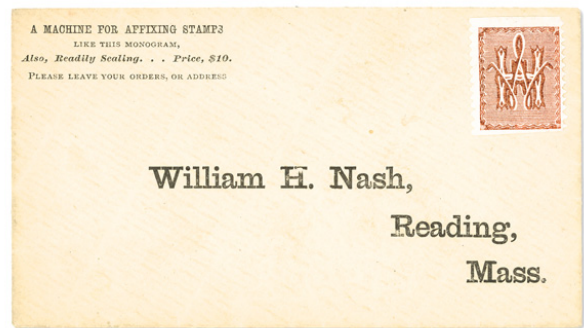 A MACHINE FOR AFFIXING STAMPS
LIKE THIS MONOGRAM,
Also, Readily Sealing. . . Price, $10.
PLEASE LEAVE YOUR ORDERS, OR ADDRESS
William H. Nash,
Reading,
Mass.